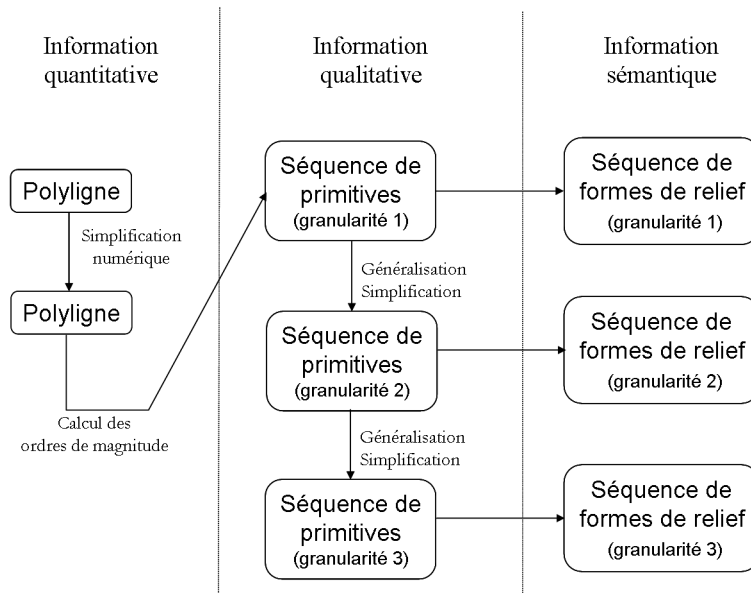 Information
quantitative
Information
qualitative
Information
sémantique
Polyligne
Simplification
numérique
Polyligne
Calcul des
ordres de magnitude
Séquence de
primitives
(granularité 1)
Généralisation
Simplification
Séquence de
primitives
(granularité 2)
Généralisation
Simplification
Séquence de
primitives
(granularité 3)
Séquence de
formes de relief
(granularité 1)
Séquence de
formes de relief
(granularité 2)
Séquence de
formes de relief
(granularité 3)